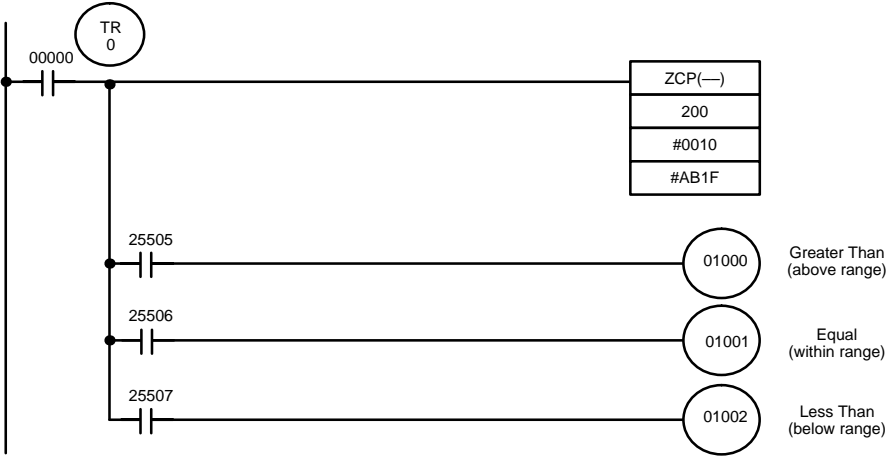 TR
0
00000
ZCP(—)
200
#0010
#AB1F
25505
01000
Greater Than
(above range)
25506
01001
Equal
(within range)
25507
01002
Less Than
(below range)